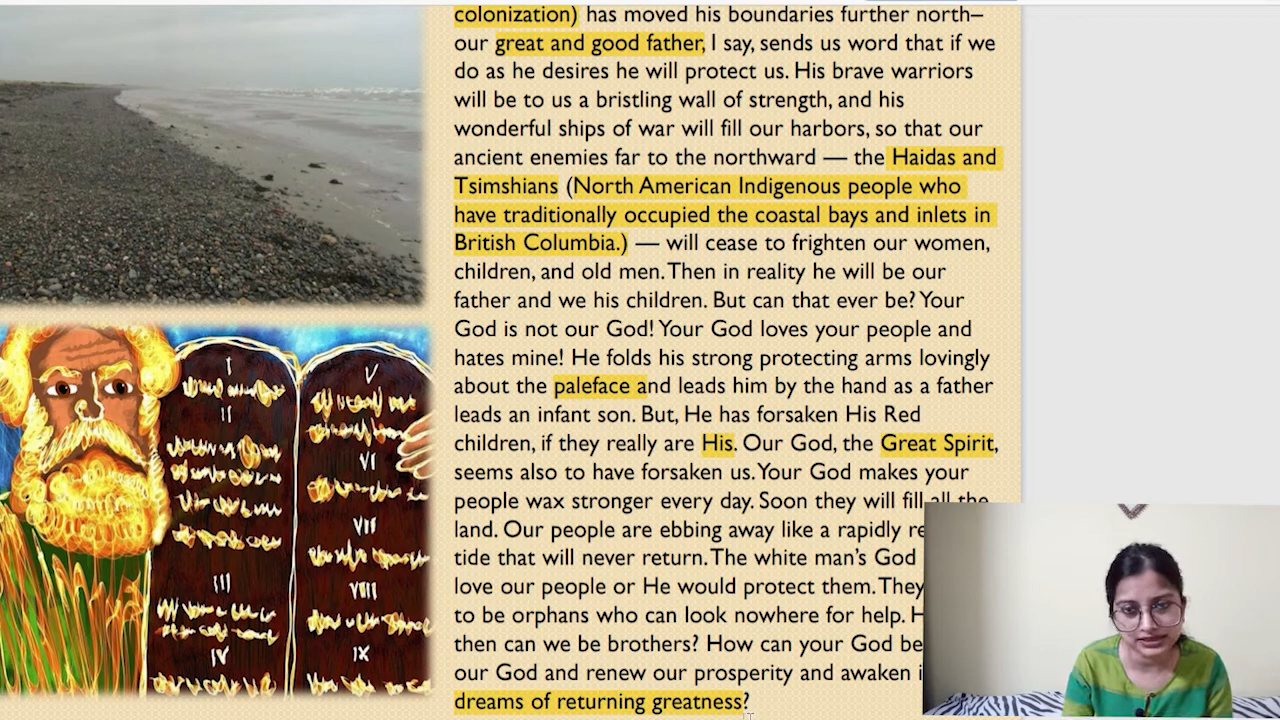 colonization) has moved his boundaries further north–
our great and good father, I say, sends us word that if we
do as he desires he will protect us. His brave warriors
will be to us a bristling wall of strength, and his
wonderful ships of war will fill our harbors, so that our
ancient enemies far to the northward — the Haidas and
Tsimshians (North American Indigenous people who
have traditionally occupied the coastal bays and inlets in
British Columbia.) — will cease to frighten our women,
children, and old men. Then in reality he will be our
father and we his children. But can that ever be? Your
God is not our God! Your God loves your people and
hates mine! He folds his strong protecting arms lovingly
about the paleface and leads him by the hand as a father
leads an infant son. But, He has forsaken His Red
children, if they really are His. Our God, the Great Spirit,
seems also to have forsaken us. Your God makes your
people wax stronger every day. Soon they will fill all the
land. Our people are ebbing away like a rapidly
tide that will never return. The white man's God
love our people or He would protect them. They
to be orphans who can look nowhere for help.
then can we be brothers? How can your God
our God and renew our prosperity and awaken
dreams of returning greatness?
I
II
III
IV
V
VI
VII
VIII
IX